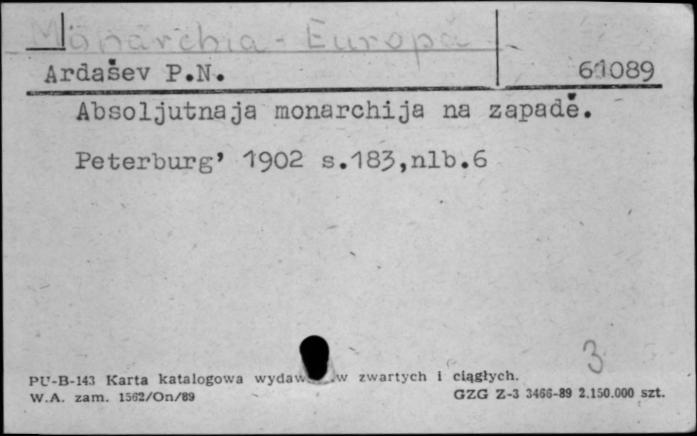 Monarchia - Europa
Ardašev P.N. 61089
Absoljutnaja monarchija na zapadě.
Peterburg’ 1902 s.183,nlb.6
3
PU-B-143 Karta katalogowa zwartych i ciągłych.
W.A. zam. 1562/On/89 GZG Z-3 3466-89 2.150.000 szt.